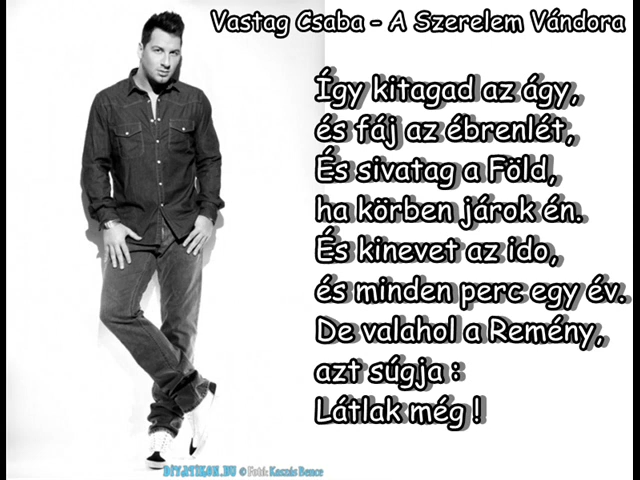 Vastag Csaba - A Szerelem Vándora
Így kitagad az ágy,
és fáj az ébrenlét,
És sivatag a Föld,
ha körben járok én.
És kinevet az ido,
és minden perc egy év.
De valahol a Remény,
azt súgja :
Látlak még !
DIVATIKON.HU © Fotó: Kaszás Bence